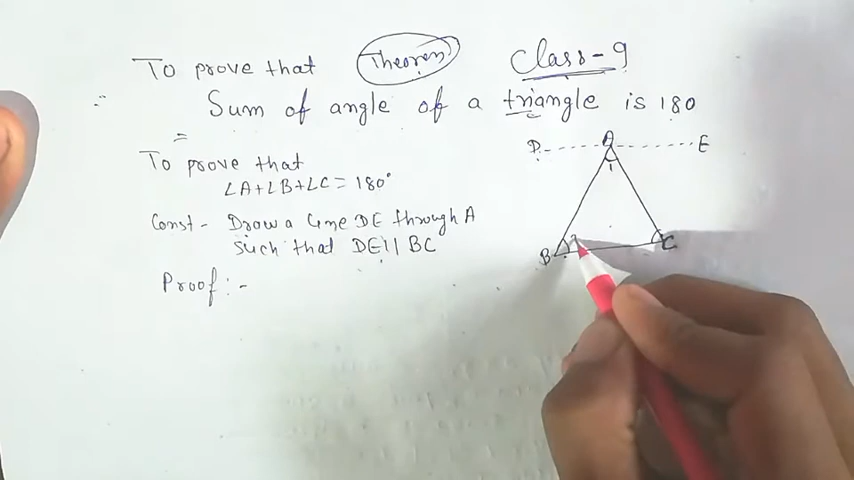 To prove that Theorem Class-9
∴ Sum of angle of a triangle is 180
=
To prove that
∠A+∠B+∠C=180°
Const- Draw a line DE through A
such that DE || BC
Proof:-
D A E
1
2
B C